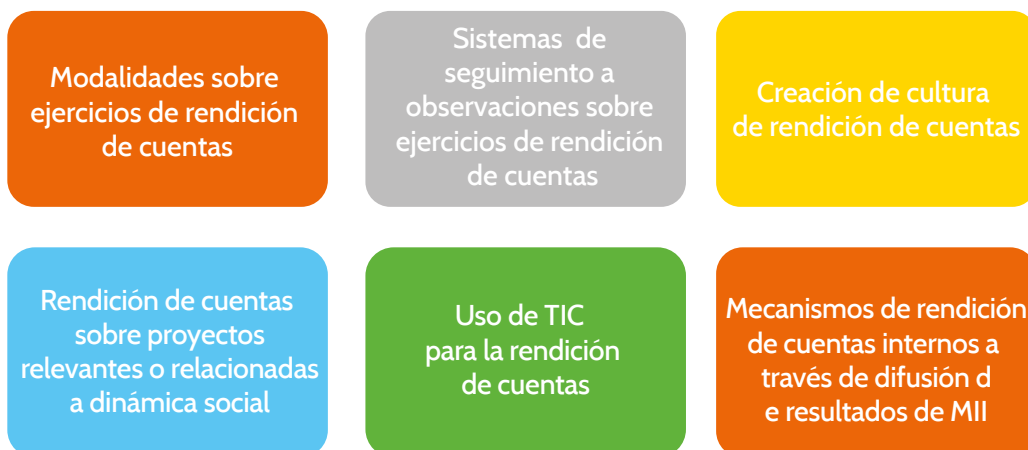 Modalidades sobre
ejercicios de rendición
de cuentas
Sistemas de
seguimiento a
observaciones sobre
ejercicios de rendición
de cuentas
Creación de cultura
de rendición de cuentas
Rendición de cuentas
sobre proyectos
relevantes o relacionadas
a dinámica social
Uso de TIC
para la rendición
de cuentas
Mecanismos de rendición
de cuentas internos a
través de difusión d
e resultados de MII